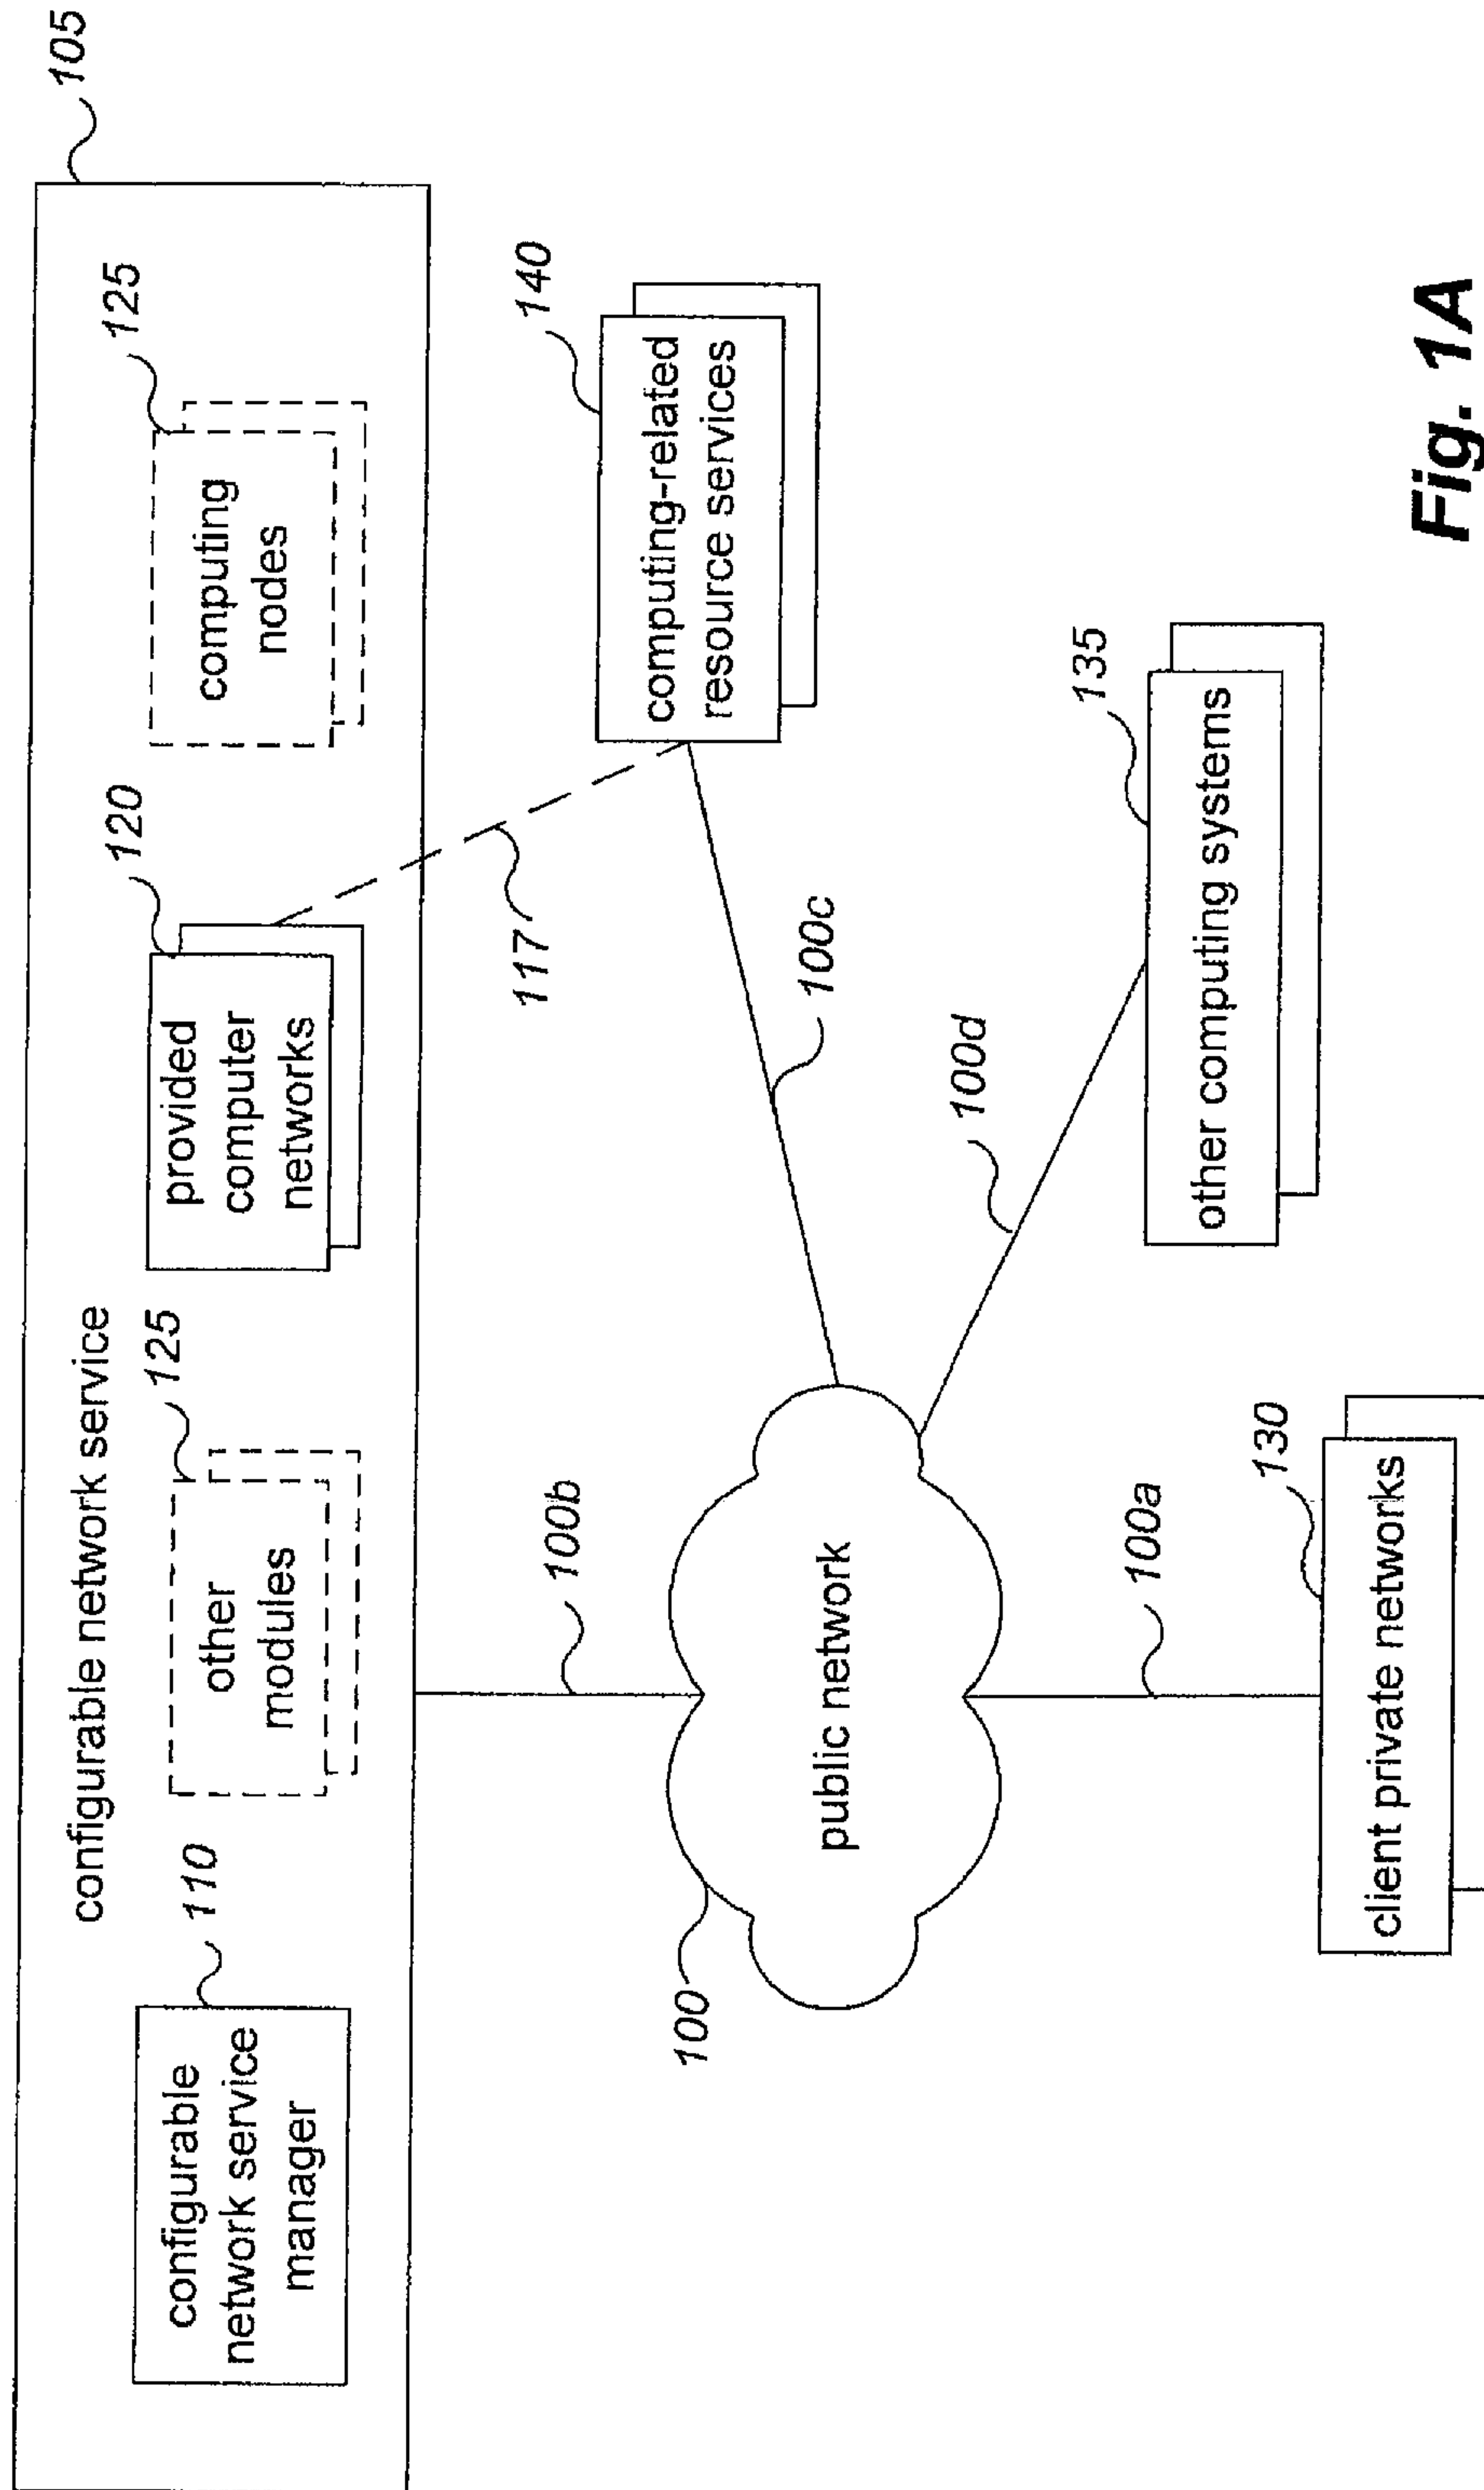 105
configurable network service
110
configurable
network service
manager
125
other
modules
120
provided
computer
networks
125
computing
nodes
117
100b
100
public network
100c
140
computing-related
resource services
100d
135
other computing systems
100a
130
client private networks
Fig. 1A